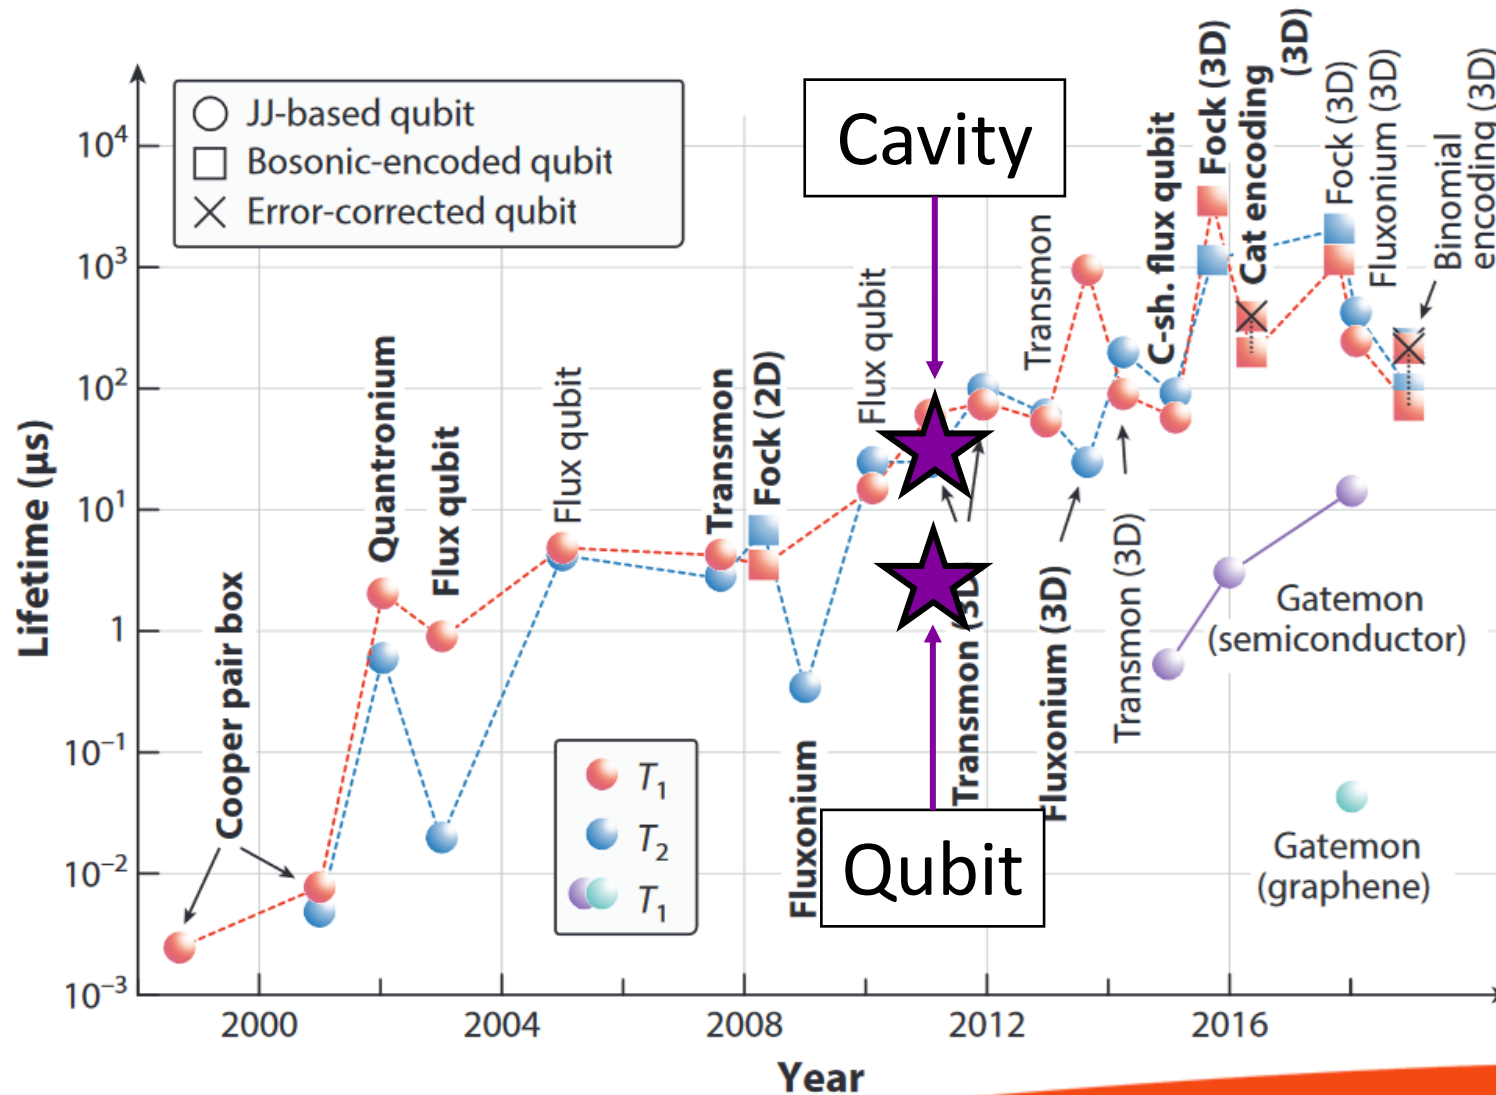 JJ-based qubit
Bosonic-encoded qubit
Error-corrected qubit
Cavity
Qubit
Lifetime (µs)
10⁴
10³
10²
10¹
1
10⁻¹
10⁻²
10⁻³
Cooper pair box
Quantronium
Flux qubit
Flux qubit
Transmon
Fock (2D)
Fluxonium
Flux qubit
Transmon (3D
Transmon
Fluxonium (3D)
Transmon (3D)
C-sh. flux qubit
Fock (3D)
Cat encoding
(3D)
Fock (3D)
Fluxonium (3D)
Binomial
encoding (3D)
Gatemon
(semiconductor)
Gatemon
(graphene)
T₁
T₂
T₁
2000
2004
2008
2012
2016
Year